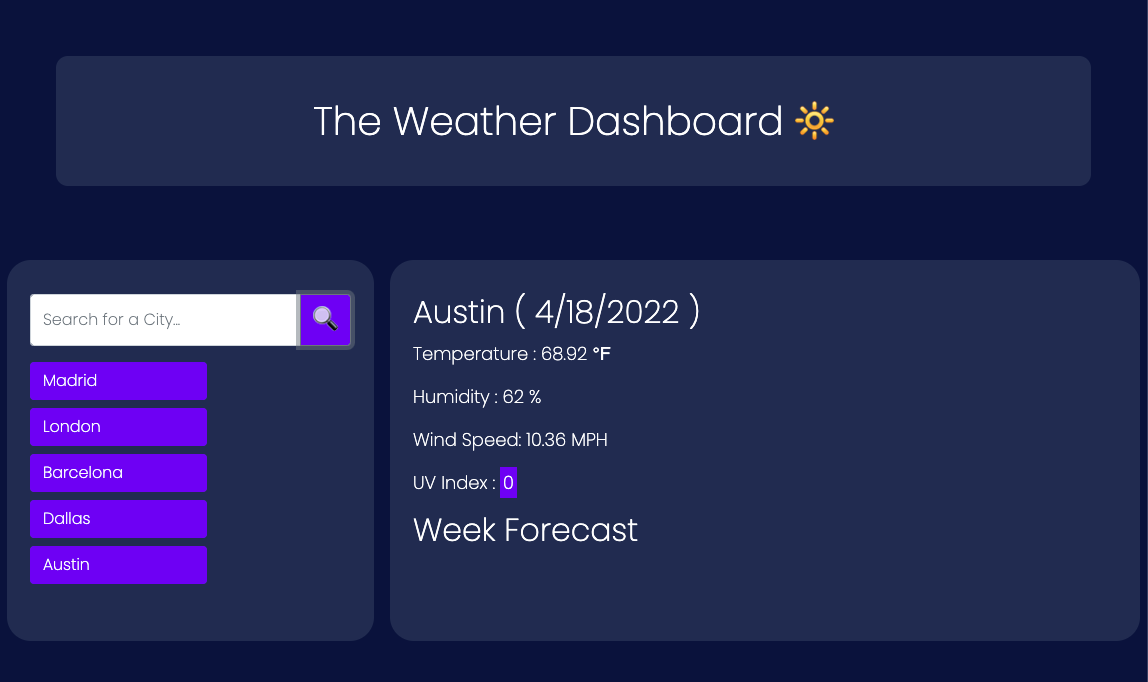 The Weather Dashboard
Search for a City...
Madrid
London
Barcelona
Dallas
Austin
Austin ( 4/18/2022 )
Temperature : 68.92 °F
Humidity : 62 %
Wind Speed: 10.36 MPH
UV Index : 0
Week Forecast